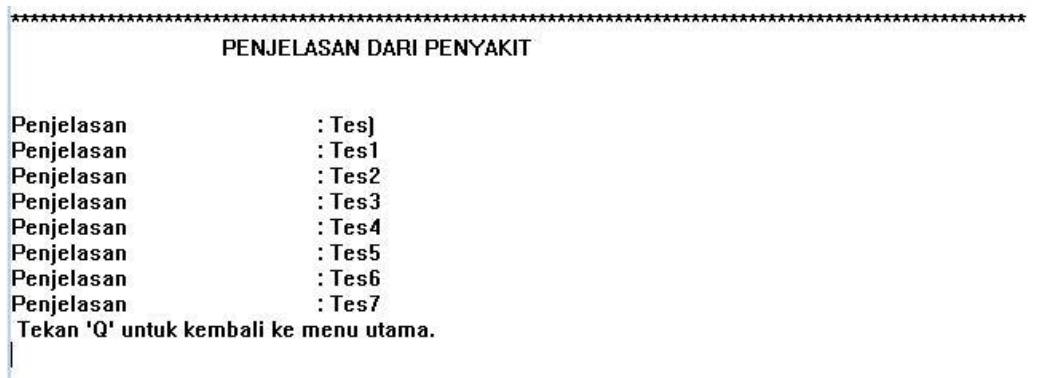 ****************************************************************************************************
PENJELASAN DARI PENYAKIT
Penjelasan : Tes)
Penjelasan : Tes1
Penjelasan : Tes2
Penjelasan : Tes3
Penjelasan : Tes4
Penjelasan : Tes5
Penjelasan : Tes6
Penjelasan : Tes7
Tekan 'Q' untuk kembali ke menu utama.